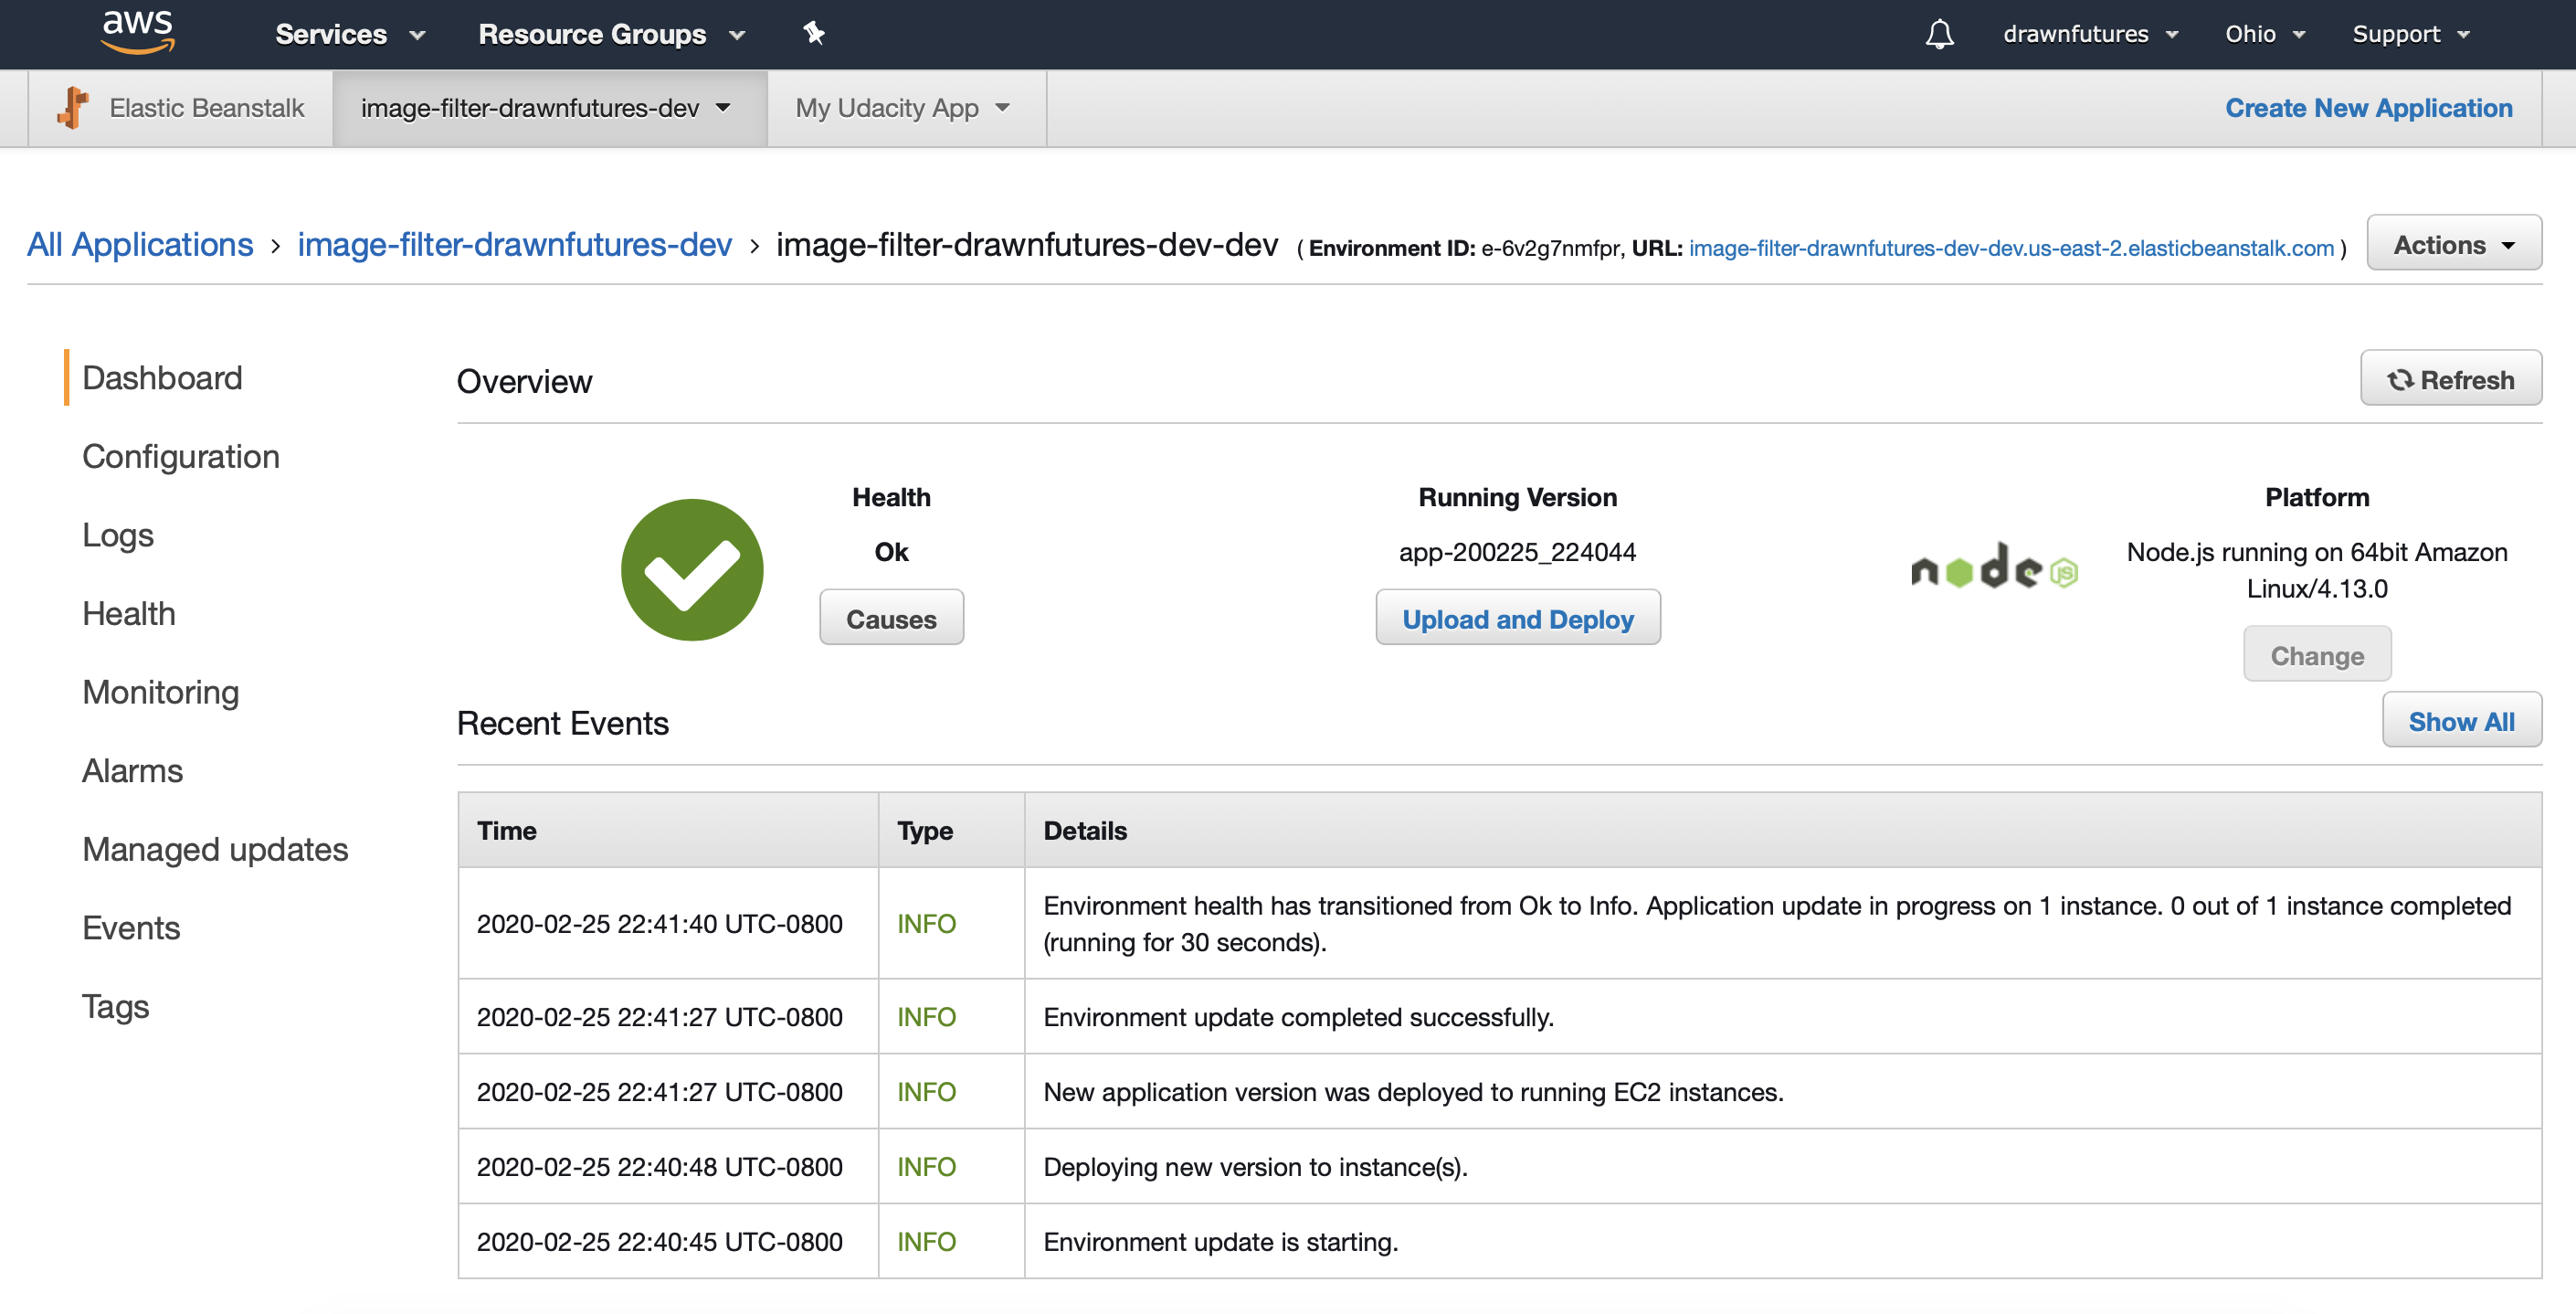 aws Services Resource Groups drawnfutures Ohio Support
Elastic Beanstalk image-filter-drawnfutures-dev My Udacity App Create New Application
All Applications › image-filter-drawnfutures-dev › image-filter-drawnfutures-dev-dev ( Environment ID: e-6v2g7nmfpr, URL: image-filter-drawnfutures-dev-dev.us-east-2.elasticbeanstalk.com ) Actions
Dashboard
Configuration
Logs
Health
Monitoring
Alarms
Managed updates
Events
Tags
Overview Refresh
Health
Ok
Causes
Running Version
app-200225_224044
Upload and Deploy
node JS
Platform
Node.js running on 64bit Amazon
Linux/4.13.0
Change
Recent Events Show All
Time Type Details
2020-02-25 22:41:40 UTC-0800 INFO Environment health has transitioned from Ok to Info. Application update in progress on 1 instance. 0 out of 1 instance completed
(running for 30 seconds).
2020-02-25 22:41:27 UTC-0800 INFO Environment update completed successfully.
2020-02-25 22:41:27 UTC-0800 INFO New application version was deployed to running EC2 instances.
2020-02-25 22:40:48 UTC-0800 INFO Deploying new version to instance(s).
2020-02-25 22:40:45 UTC-0800 INFO Environment update is starting.